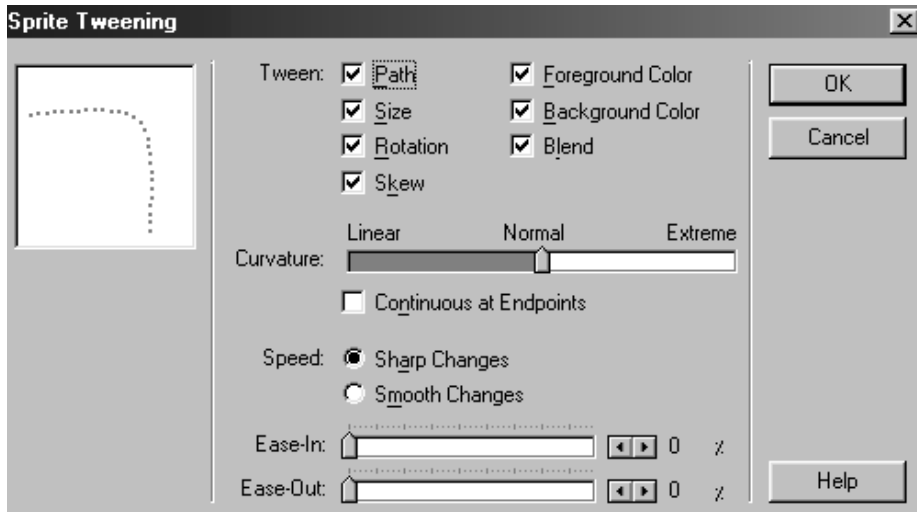 Sprite Tweening
Tween: Path Foreground Color OK
Size Background Color
Cancel
Rotation Blend
Skew
Linear Normal Extreme
Curvature:
Continuous at Endpoints
Speed: Sharp Changes
Smooth Changes
Ease-In: 0 %
Ease-Out: 0 %
Help